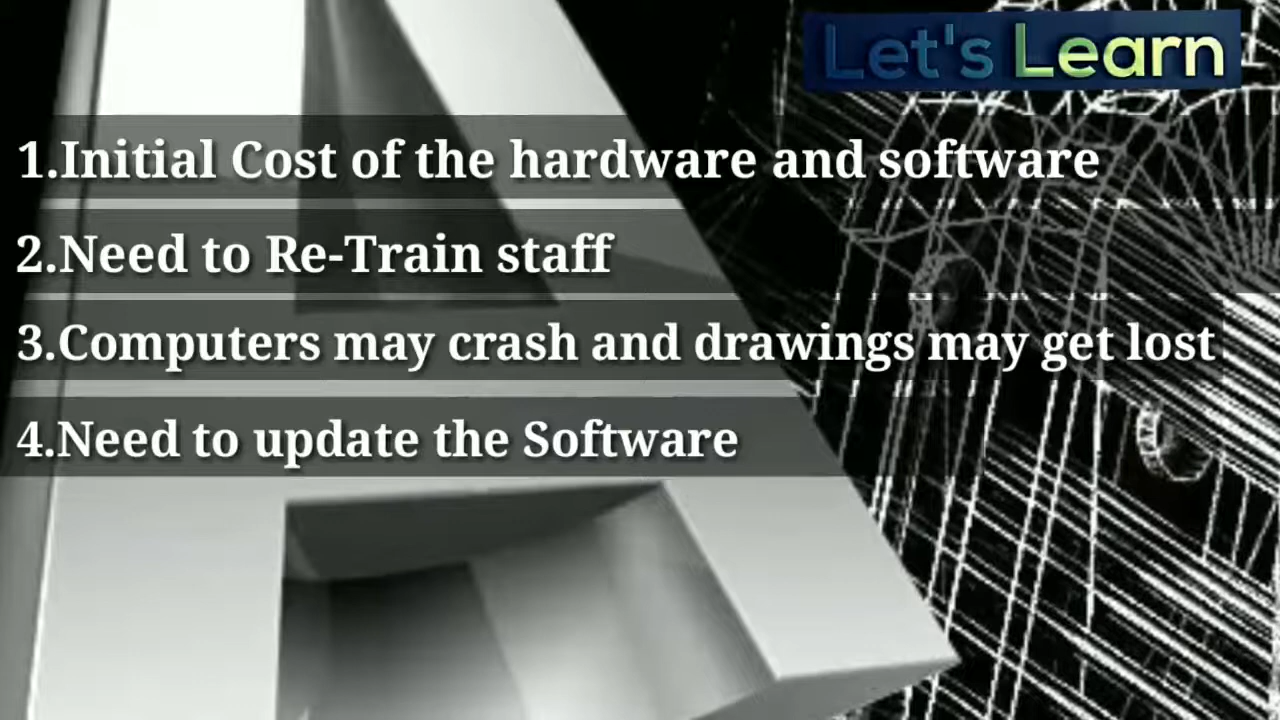 Let's Learn
1.Initial Cost of the hardware and software
2.Need to Re-Train staff
3.Computers may crash and drawings may get lost
4.Need to update the Software